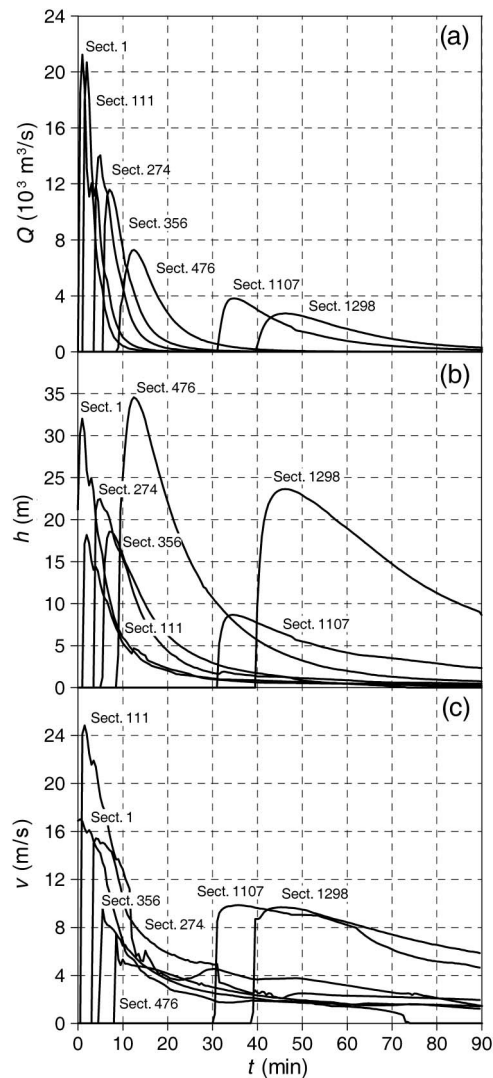 (a)
Sect. 1
Sect. 111
Sect. 274
Sect. 356
Sect. 476
Sect. 1107
Sect. 1298
Q (10³ m³/s)
24
20
16
12
8
4
0
(b)
Sect. 1
Sect. 476
Sect. 274
Sect. 1298
Sect. 356
Sect. 111
Sect. 1107
h (m)
35
30
25
20
15
10
5
0
(c)
Sect. 111
Sect. 1
Sect. 356
Sect. 274
Sect. 1107
Sect. 1298
Sect. 476
v (m/s)
24
20
16
12
8
4
0
0 10 20 30 40 50 60 70 80 90
t (min)